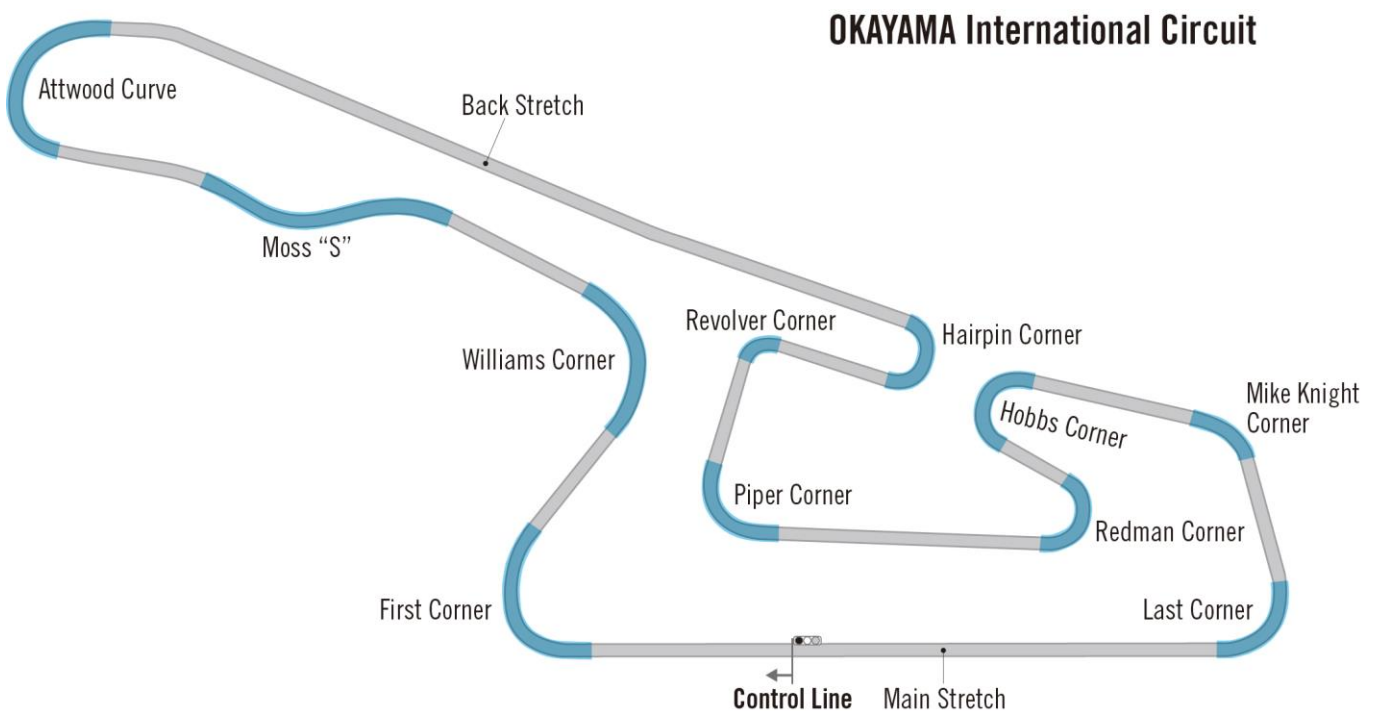 OKAYAMA International Circuit
Attwood Curve
Back Stretch
Moss “S”
Revolver Corner
Hairpin Corner
Williams Corner
Mike Knight
Corner
Hobbs Corner
Piper Corner
Redman Corner
First Corner
Last Corner
Control Line
Main Stretch